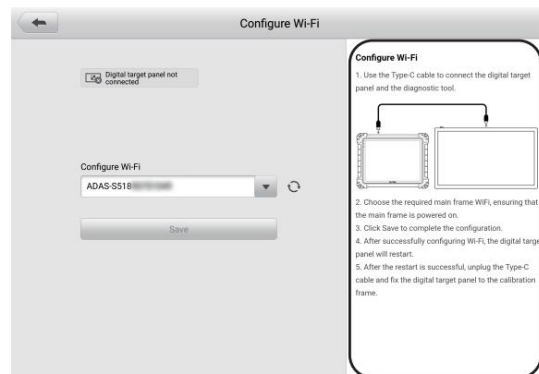 Configure Wi-Fi
Digital target panel not
connected
Configure Wi-Fi
ADAS-S518
Save
Configure Wi-Fi
1. Use the Type-C cable to connect the digital target
panel and the diagnostic tool.
2. Choose the required main frame WiFi, ensuring that
the main frame is powered on.
3. Click Save to complete the configuration.
4. After successfully configuring Wi-Fi, the digital targe
panel will restart.
5. After the restart is successful, unplug the Type-C
cable and fix the digital target panel to the calibration
frame.